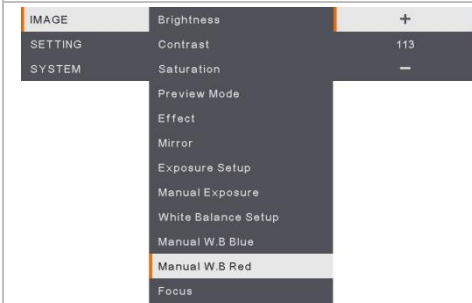 IMAGE
SETTING
SYSTEM
Brightness
Contrast
Saturation
Preview Mode
Effect
Mirror
Exposure Setup
Manual Exposure
White Balance Setup
Manual W.B Blue
Manual W.B Red
Focus
+
113
−